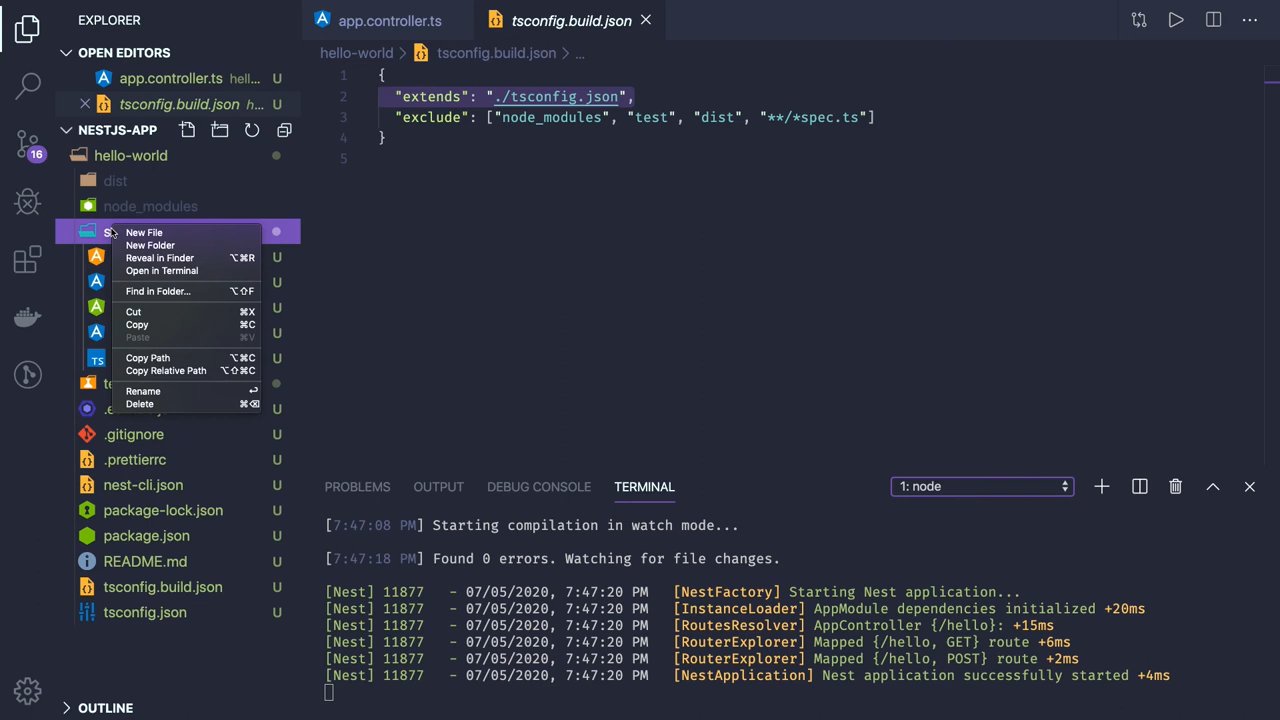 EXPLORER
OPEN EDITORS
app.controller.ts hell... U
tsconfig.build.json h... U
NESTJS-APP
16
hello-world
dist
node_modules
New File
New Folder
Reveal in Finder ⌥⌘R
Open in Terminal
Find in Folder... ⌥⇧F
Cut ⌘X
Copy ⌘C
Paste ⌘V
Copy Path ⌥⌘C
Copy Relative Path ⌥⇧⌘C
Rename ↩
Delete ⌘⌫
U
U
U
U
TS U
U
.gitignore U
.prettierrc U
nest-cli.json U
package-lock.json U
package.json U
README.md U
tsconfig.build.json U
tsconfig.json U
OUTLINE
app.controller.ts
tsconfig.build.json
hello-world > tsconfig.build.json > ...
1 {
2 "extends": "./tsconfig.json",
3 "exclude": ["node_modules", "test", "dist", "**/*spec.ts"]
4 }
5
PROBLEMS OUTPUT DEBUG CONSOLE TERMINAL 1: node
[7:47:08 PM] Starting compilation in watch mode...
[7:47:18 PM] Found 0 errors. Watching for file changes.
[Nest] 11877 - 07/05/2020, 7:47:20 PM [NestFactory] Starting Nest application...
[Nest] 11877 - 07/05/2020, 7:47:20 PM [InstanceLoader] AppModule dependencies initialized +20ms
[Nest] 11877 - 07/05/2020, 7:47:20 PM [RoutesResolver] AppController {/hello}: +15ms
[Nest] 11877 - 07/05/2020, 7:47:20 PM [RouterExplorer] Mapped {/hello, GET} route +6ms
[Nest] 11877 - 07/05/2020, 7:47:20 PM [RouterExplorer] Mapped {/hello, POST} route +2ms
[Nest] 11877 - 07/05/2020, 7:47:20 PM [NestApplication] Nest application successfully started +4ms